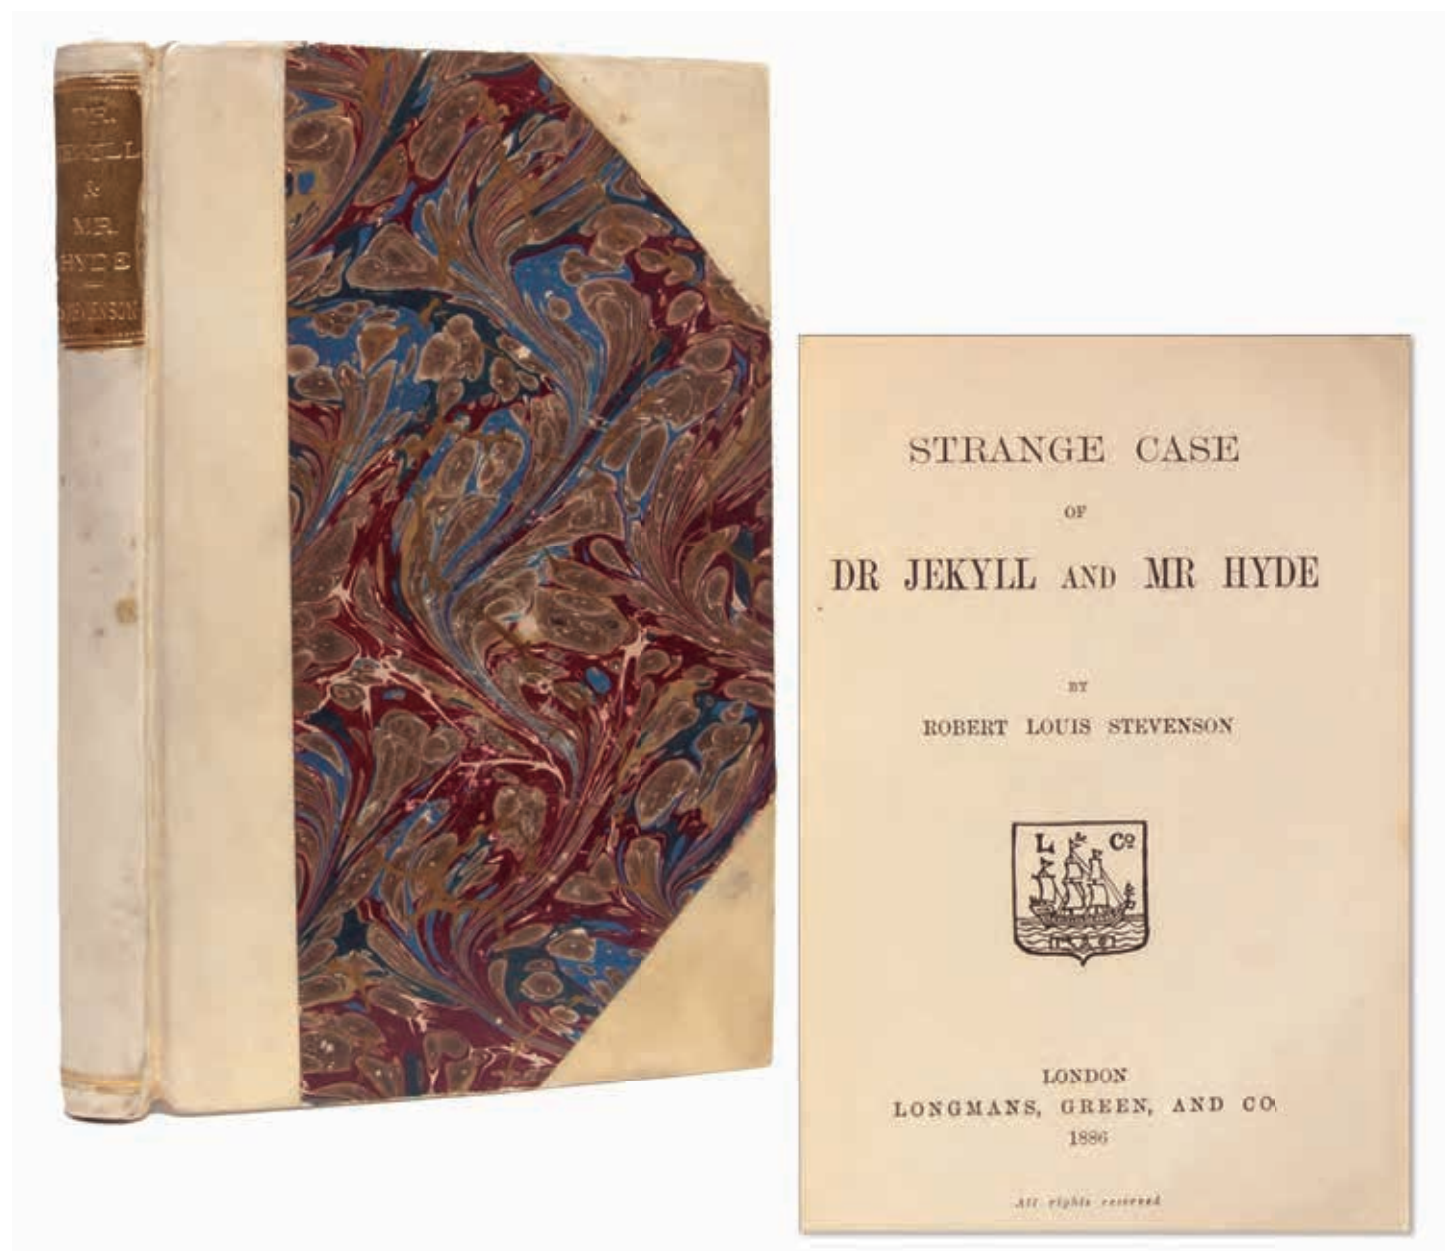 DR.
JEKYLL
&
MR.
HYDE
STEVENSON
STRANGE CASE
OF
DR JEKYLL AND MR HYDE
BY
ROBERT LOUIS STEVENSON
L Co
LONDON
LONGMANS, GREEN, AND CO.
1886
All rights reserved